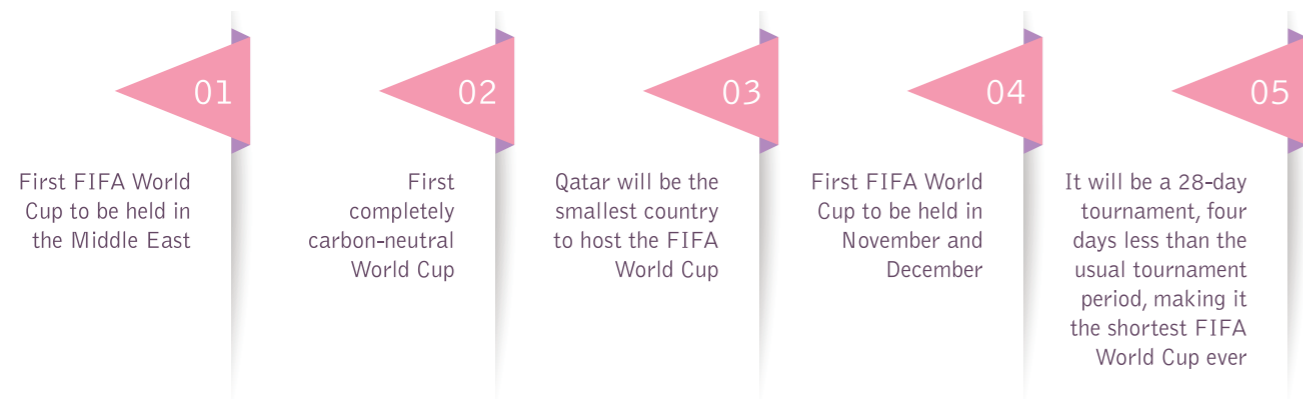 01
First FIFA World
Cup to be held in
the Middle East
02
First
completely
carbon-neutral
World Cup
03
Qatar will be the
smallest country
to host the FIFA
World Cup
04
First FIFA World
Cup to be held in
November and
December
05
It will be a 28-day
tournament, four
days less than the
usual tournament
period, making it
the shortest FIFA
World Cup ever